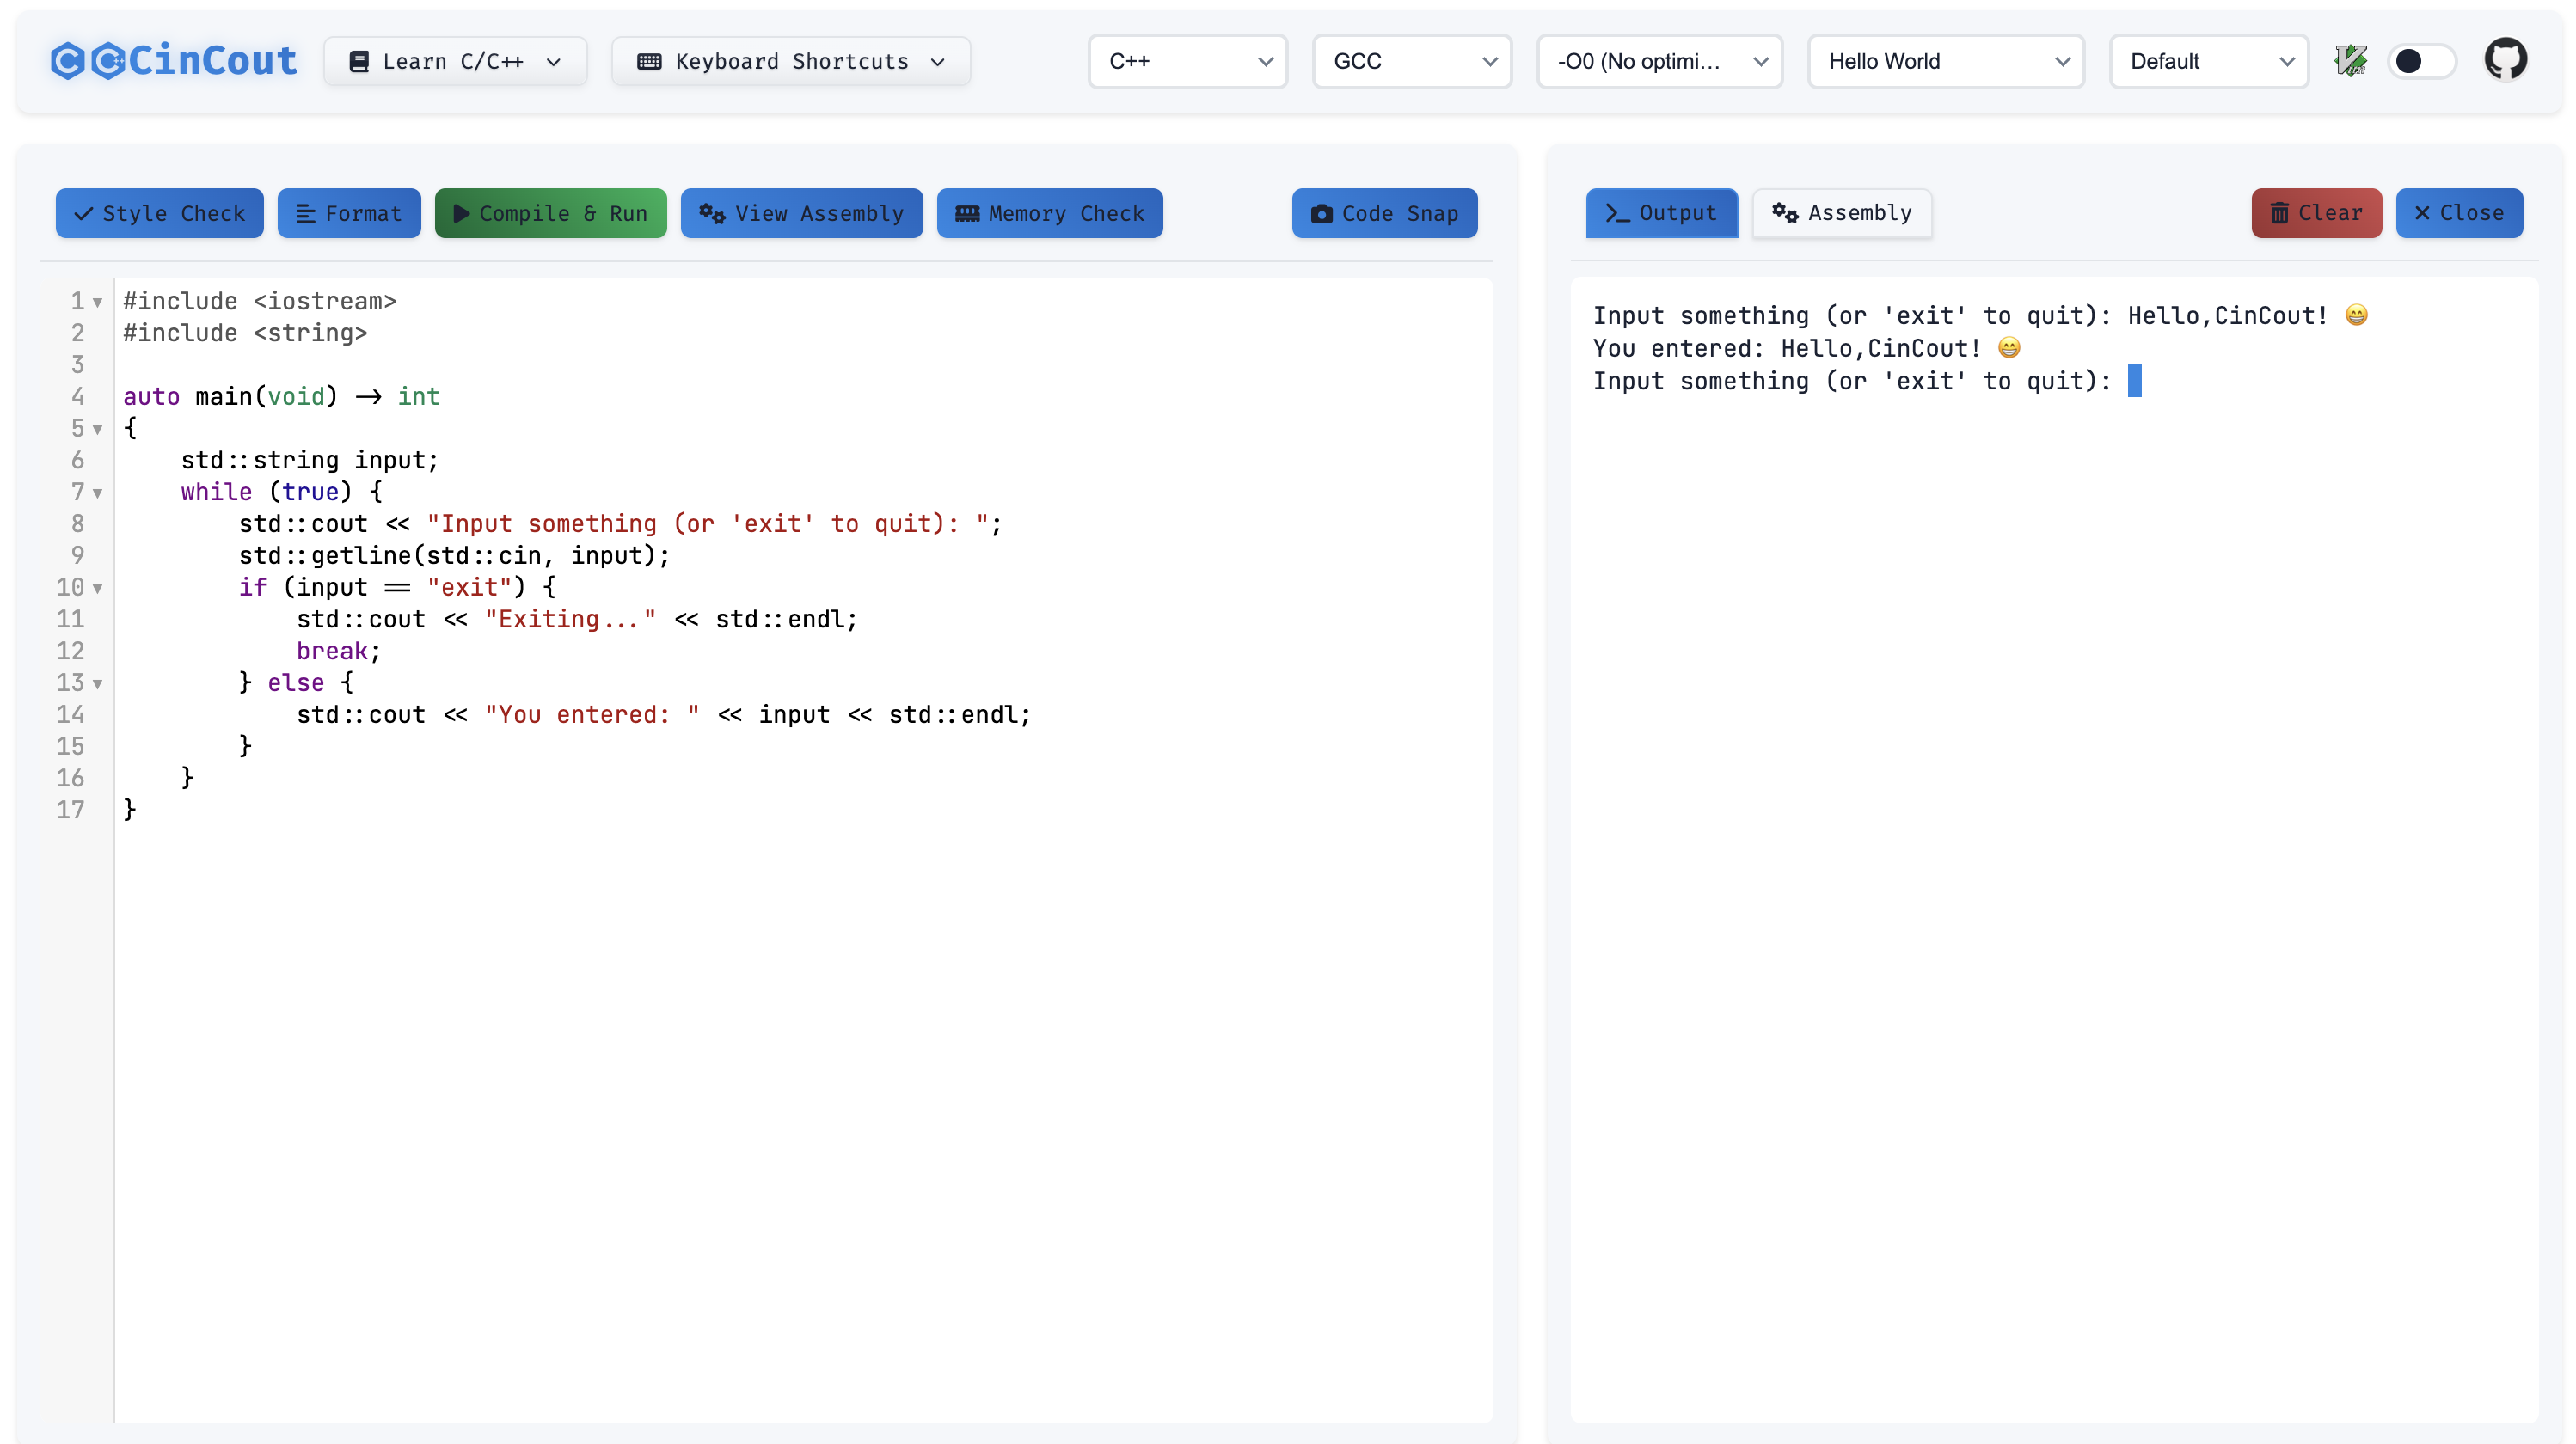 CinCout Learn C/C++ Keyboard Shortcuts C++ GCC -O0 (No optimi... Hello World Default
Style Check Format Compile & Run View Assembly Memory Check Code Snap
1 #include <iostream>
2 #include <string>
3
4 auto main(void) -> int
5 {
6     std::string input;
7     while (true) {
8         std::cout << "Input something (or 'exit' to quit): ";
9         std::getline(std::cin, input);
10         if (input == "exit") {
11             std::cout << "Exiting..." << std::endl;
12             break;
13         } else {
14             std::cout << "You entered: " << input << std::endl;
15         }
16     }
17 }
Output Assembly Clear Close
Input something (or 'exit' to quit): Hello,CinCout! 😁
You entered: Hello,CinCout! 😁
Input something (or 'exit' to quit):